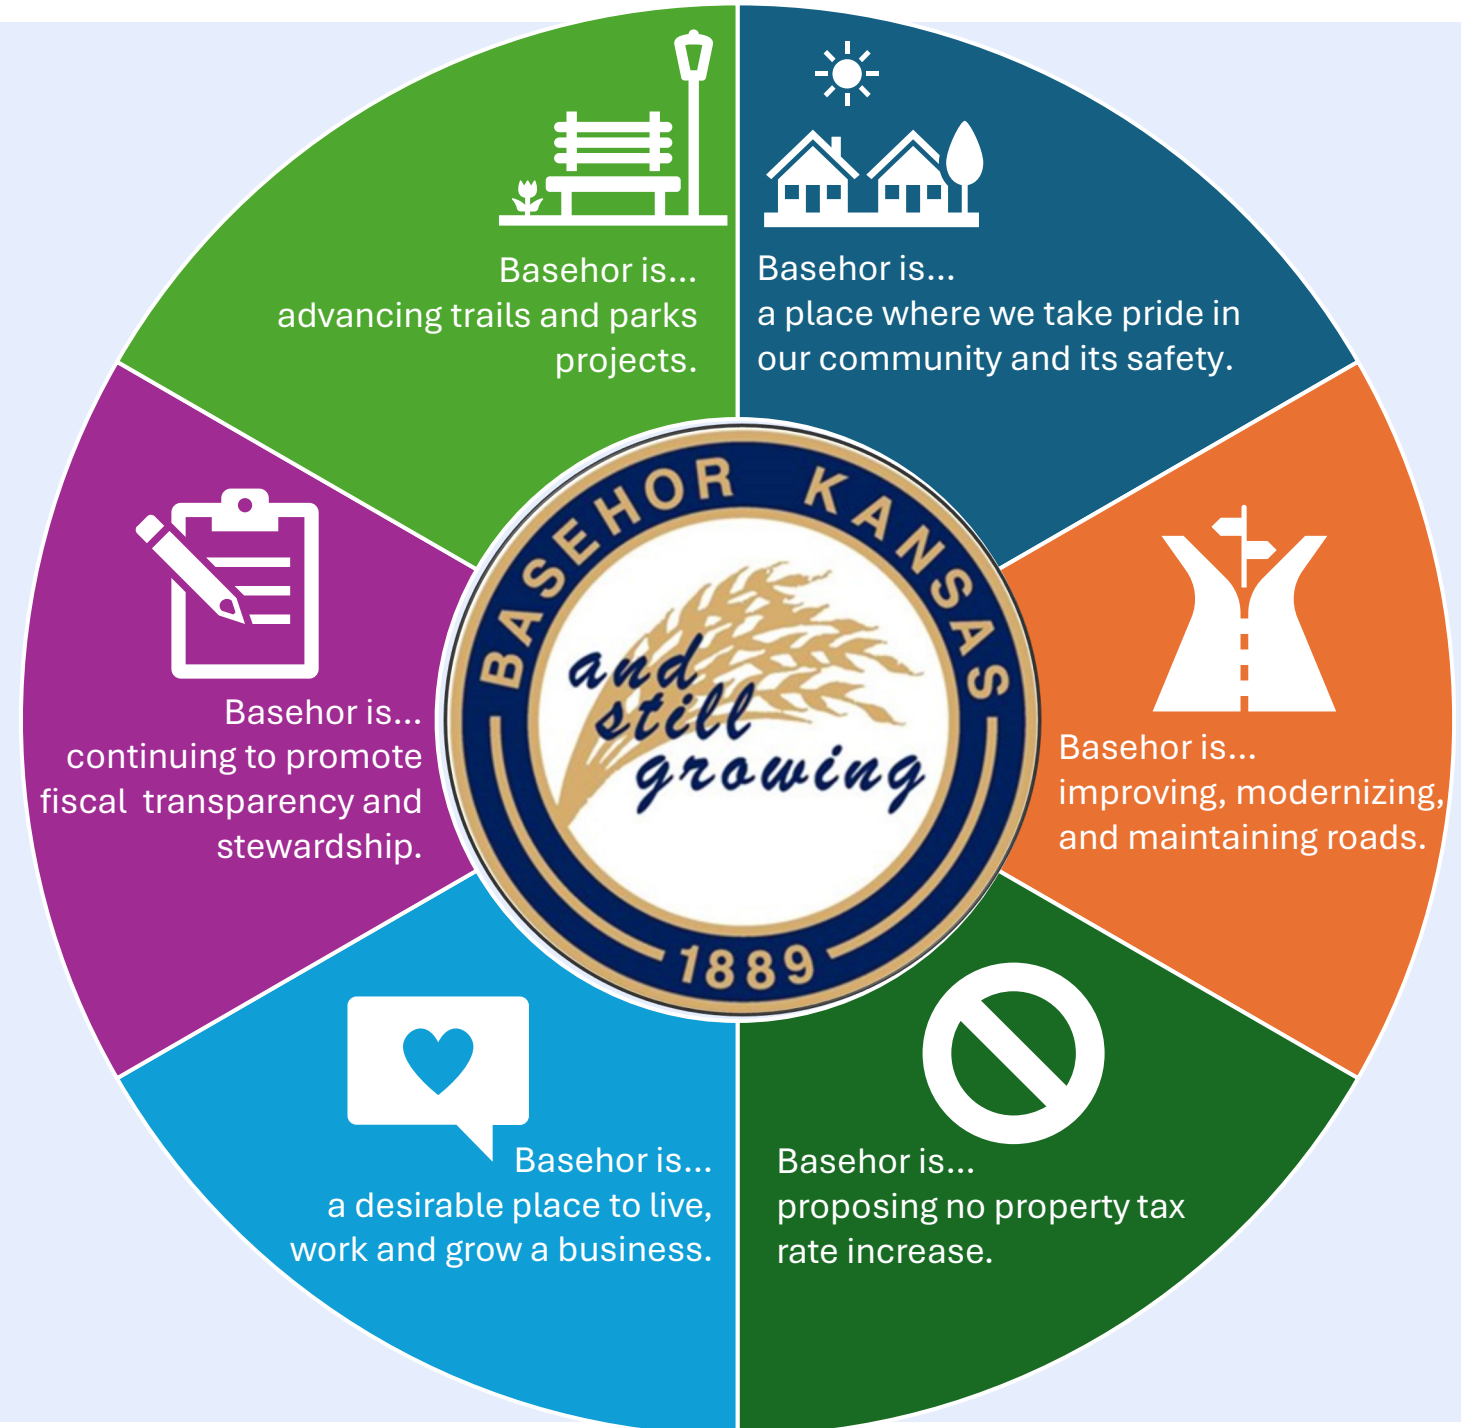 Basehor is...
advancing trails and parks
projects.
Basehor is...
a place where we take pride in
our community and its safety.
Basehor is...
continuing to promote
fiscal  transparency and
stewardship.
BASEHOR KANSAS
and
still
growing
1889
Basehor is...
improving, modernizing,
and maintaining roads.
Basehor is...
a desirable place to live,
work and grow a business.
Basehor is...
proposing no property tax
rate increase.